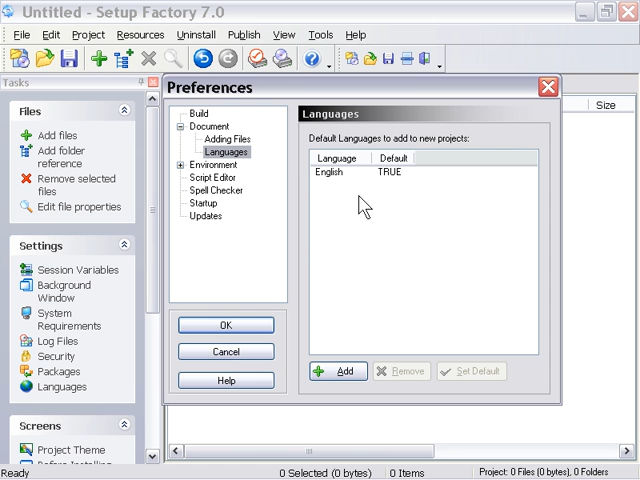 Untitled - Setup Factory 7.0
File Edit Project Resources Uninstall Publish View Tools Help
Tasks
Files
Add files
Add folder
reference
Remove selected
files
Edit file properties
Settings
Session Variables
Background
Window
System
Requirements
Log Files
Security
Packages
Languages
Screens
Project Theme
Size
Preferences
Build
Document
Adding Files
Languages
Environment
Script Editor
Spell Checker
Startup
Updates
OK
Cancel
Help
Languages
Default Languages to add to new projects:
Language Default
English TRUE
Add Remove Set Default
Ready 0 Selected (0 bytes) 0 Items Project: 0 Files (0 bytes), 0 Folders